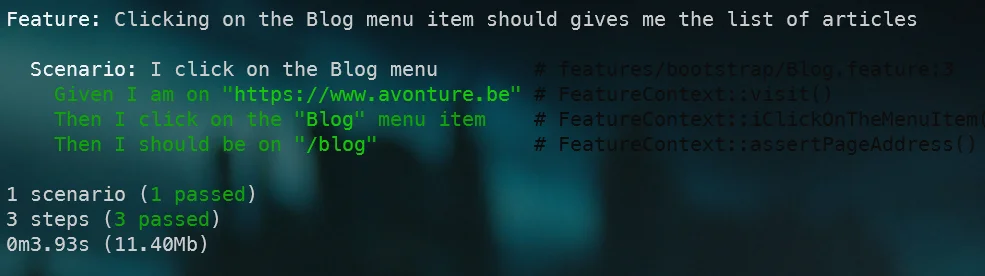 Feature: Clicking on the Blog menu item should gives me the list of articles
Scenario: I click on the Blog menu # features/bootstrap/Blog.feature:3
Given I am on "https://www.avonture.be" # FeatureContext::visit()
Then I click on the "Blog" menu item # FeatureContext::iClickOnTheMenuItem(
Then I should be on "/blog" # FeatureContext::assertPageAddress()
1 scenario (1 passed)
3 steps (3 passed)
0m3.93s (11.40Mb)